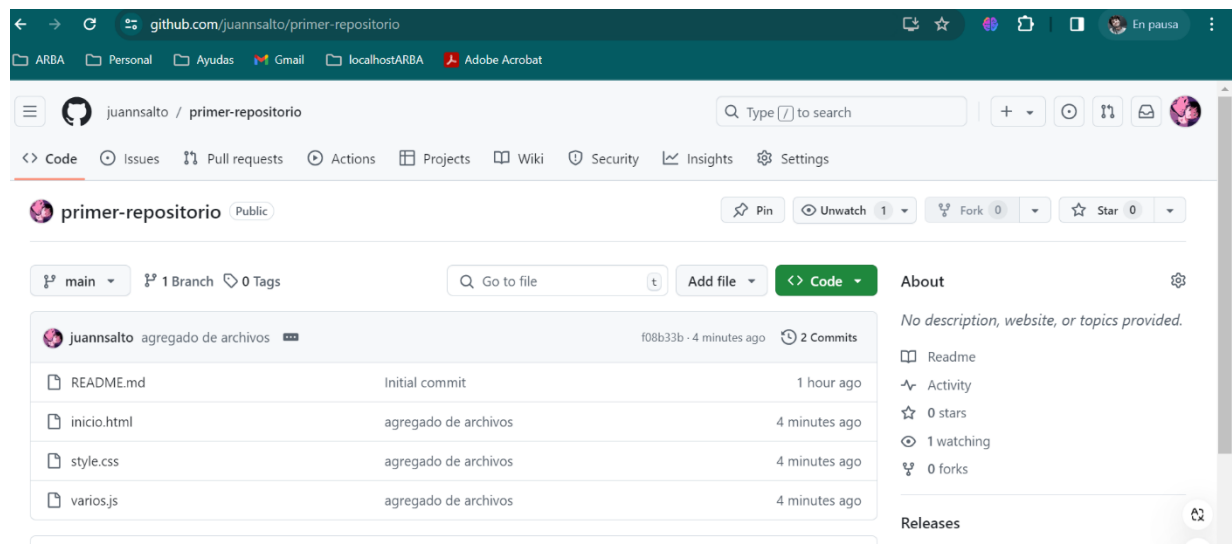 github.com/juannsalto/primer-repositorio En pausa
ARBA Personal Ayudas Gmail localhostARBA Adobe Acrobat
juannsalto / primer-repositorio Type / to search
Code Issues Pull requests Actions Projects Wiki Security Insights Settings
primer-repositorio Public Pin Unwatch 1 Fork 0 Star 0
main 1 Branch 0 Tags Go to file t Add file Code
juannsalto agregado de archivos f08b33b · 4 minutes ago 2 Commits
README.md Initial commit 1 hour ago
inicio.html agregado de archivos 4 minutes ago
style.css agregado de archivos 4 minutes ago
varios.js agregado de archivos 4 minutes ago
About
No description, website, or topics provided.
Readme
Activity
0 stars
1 watching
0 forks
Releases